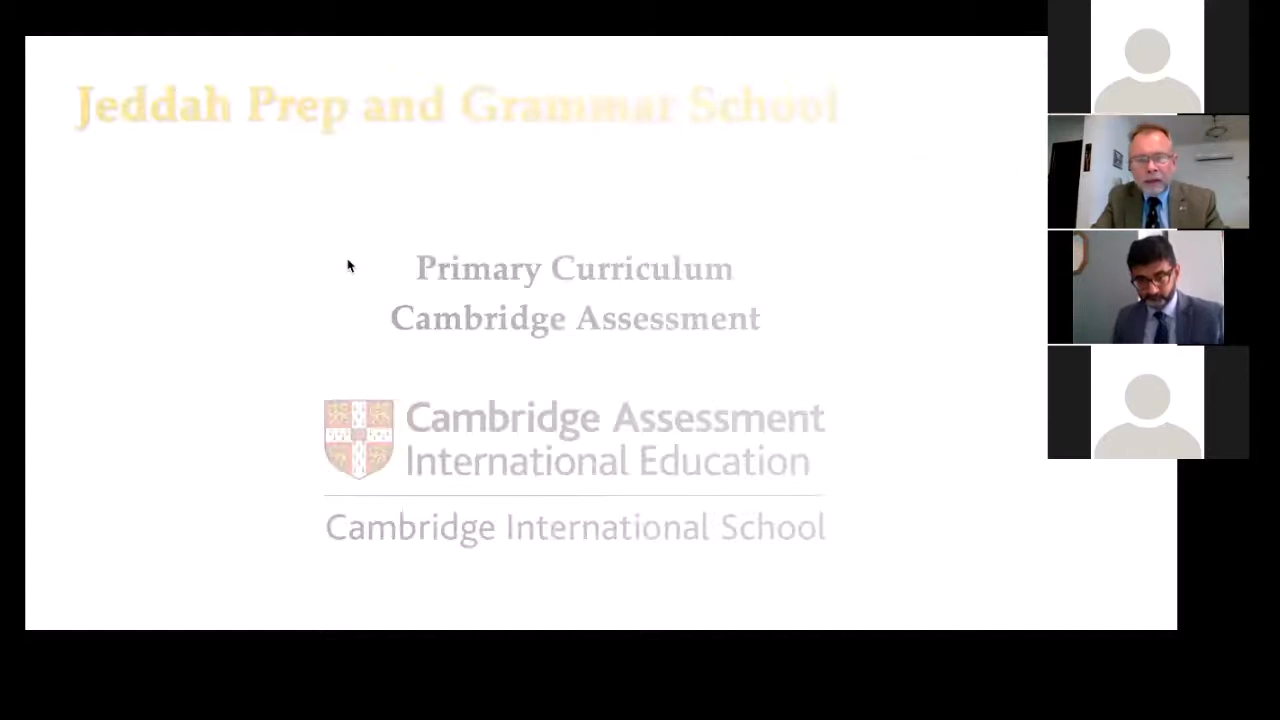 Jeddah Prep and Grammar School
Primary Curriculum
Cambridge Assessment
Cambridge Assessment
International Education
Cambridge International School